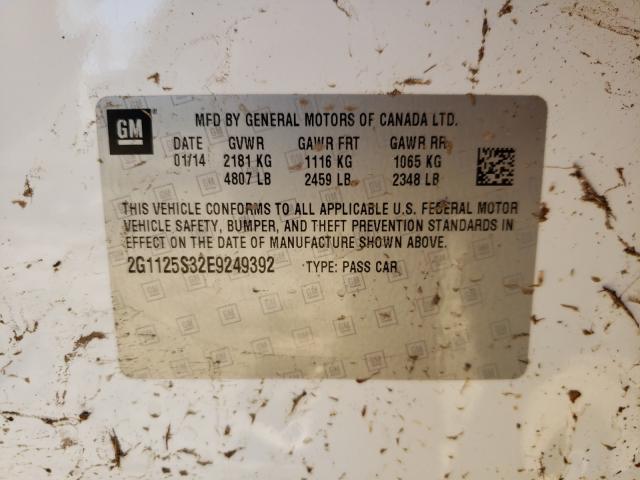 GM
MFD BY GENERAL MOTORS OF CANADA LTD.
DATE GVWR GAWR FRT GAWR RR
01/14 2181 KG 1116 KG 1065 KG
4807 LB 2459 LB 2348 LB
THIS VEHICLE CONFORMS TO ALL APPLICABLE U.S. FEDERAL MOTOR
VEHICLE SAFETY, BUMPER, AND THEFT PREVENTION STANDARDS IN
EFFECT ON THE DATE OF MANUFACTURE SHOWN ABOVE.
2G1125S32E9249392 TYPE: PASS CAR